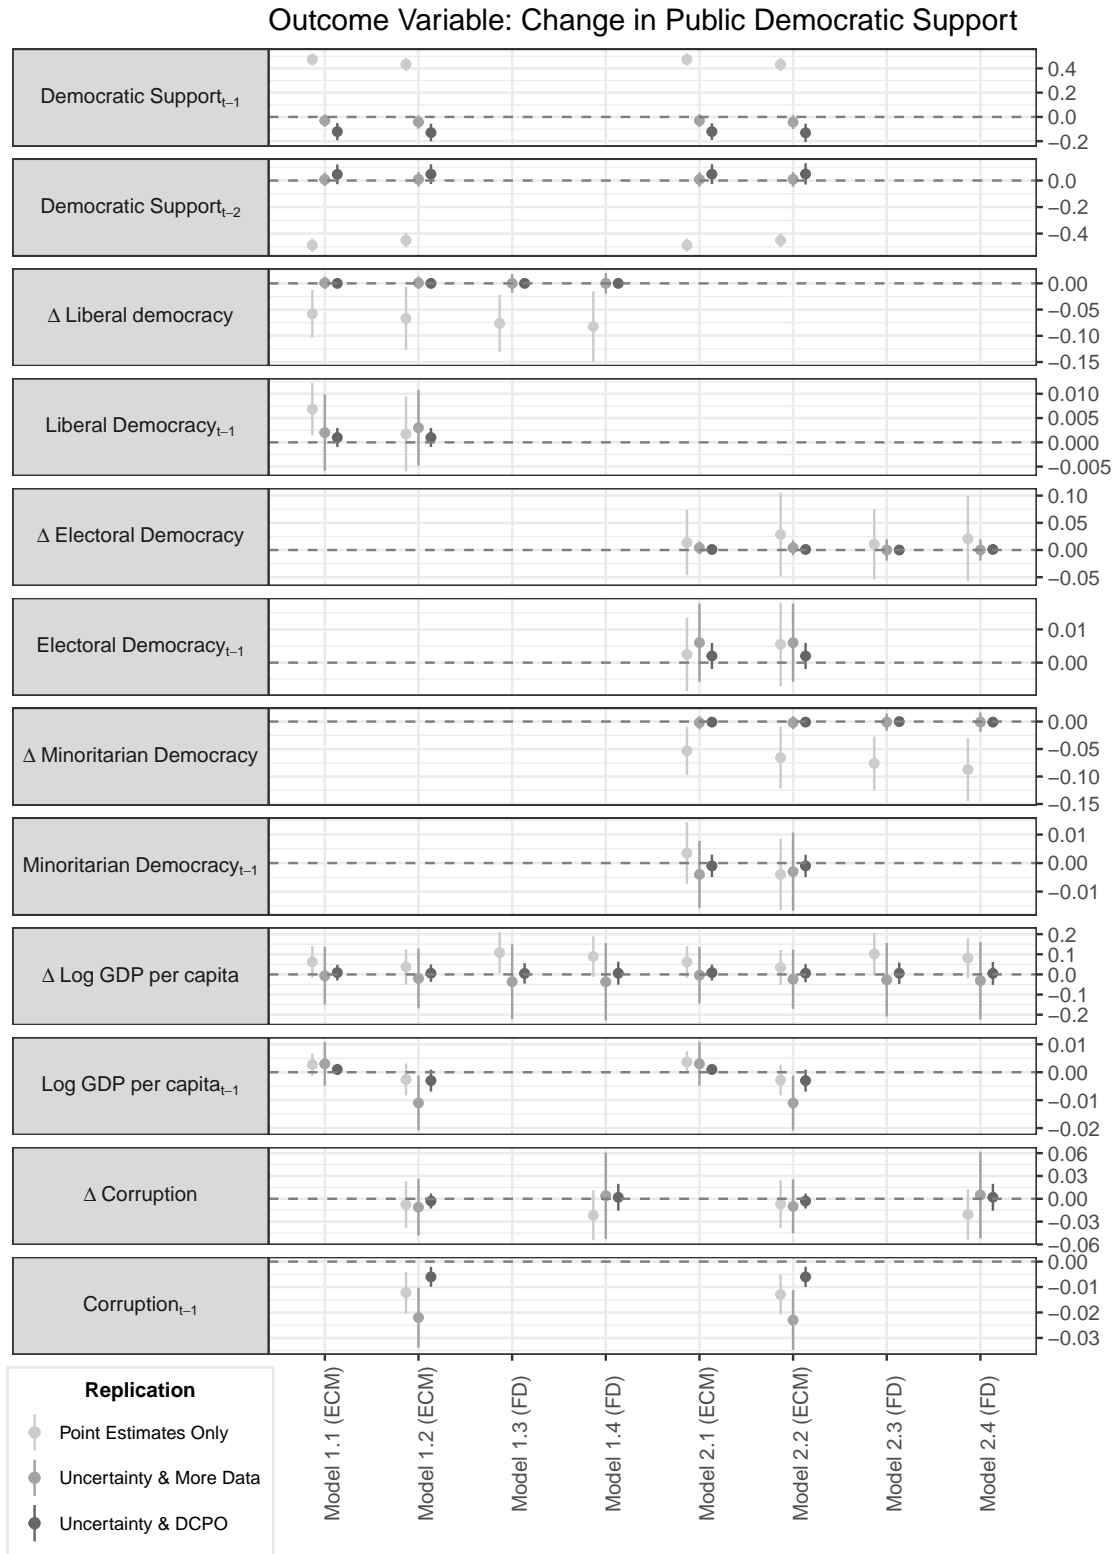 Outcome Variable: Change in Public Democratic Support
Democratic Supportt−1
0.4
0.2
0.0
−0.2
Democratic Supportt−2
0.0
−0.2
−0.4
Δ Liberal democracy
0.00
−0.05
−0.10
−0.15
Liberal Democracyt−1
0.010
0.005
0.000
−0.005
Δ Electoral Democracy
0.10
0.05
0.00
−0.05
Electoral Democracyt−1
0.01
0.00
Δ Minoritarian Democracy
0.00
−0.05
−0.10
−0.15
Minoritarian Democracyt−1
0.01
0.00
−0.01
Δ Log GDP per capita
0.2
0.1
0.0
−0.1
−0.2
Log GDP per capitat−1
0.01
0.00
−0.01
−0.02
Δ Corruption
0.06
0.03
0.00
−0.03
−0.06
Corruptiont−1
0.00
−0.01
−0.02
−0.03
Model 1.1 (ECM)
Model 1.2 (ECM)
Model 1.3 (FD)
Model 1.4 (FD)
Model 2.1 (ECM)
Model 2.2 (ECM)
Model 2.3 (FD)
Model 2.4 (FD)
Replication
Point Estimates Only
Uncertainty & More Data
Uncertainty & DCPO